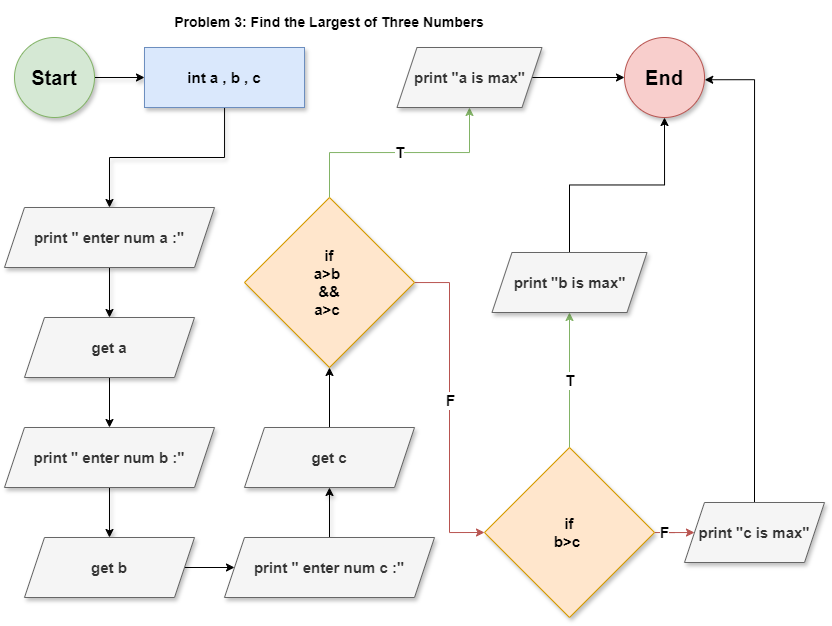 Problem 3: Find the Largest of Three Numbers
Start
int a , b , c
print " enter num a :"
get a
print " enter num b :"
get b
print " enter num c :"
get c
if
a>b
&&
a>c
T
print "a is max"
F
if
b>c
T
print "b is max"
F
print "c is max"
End